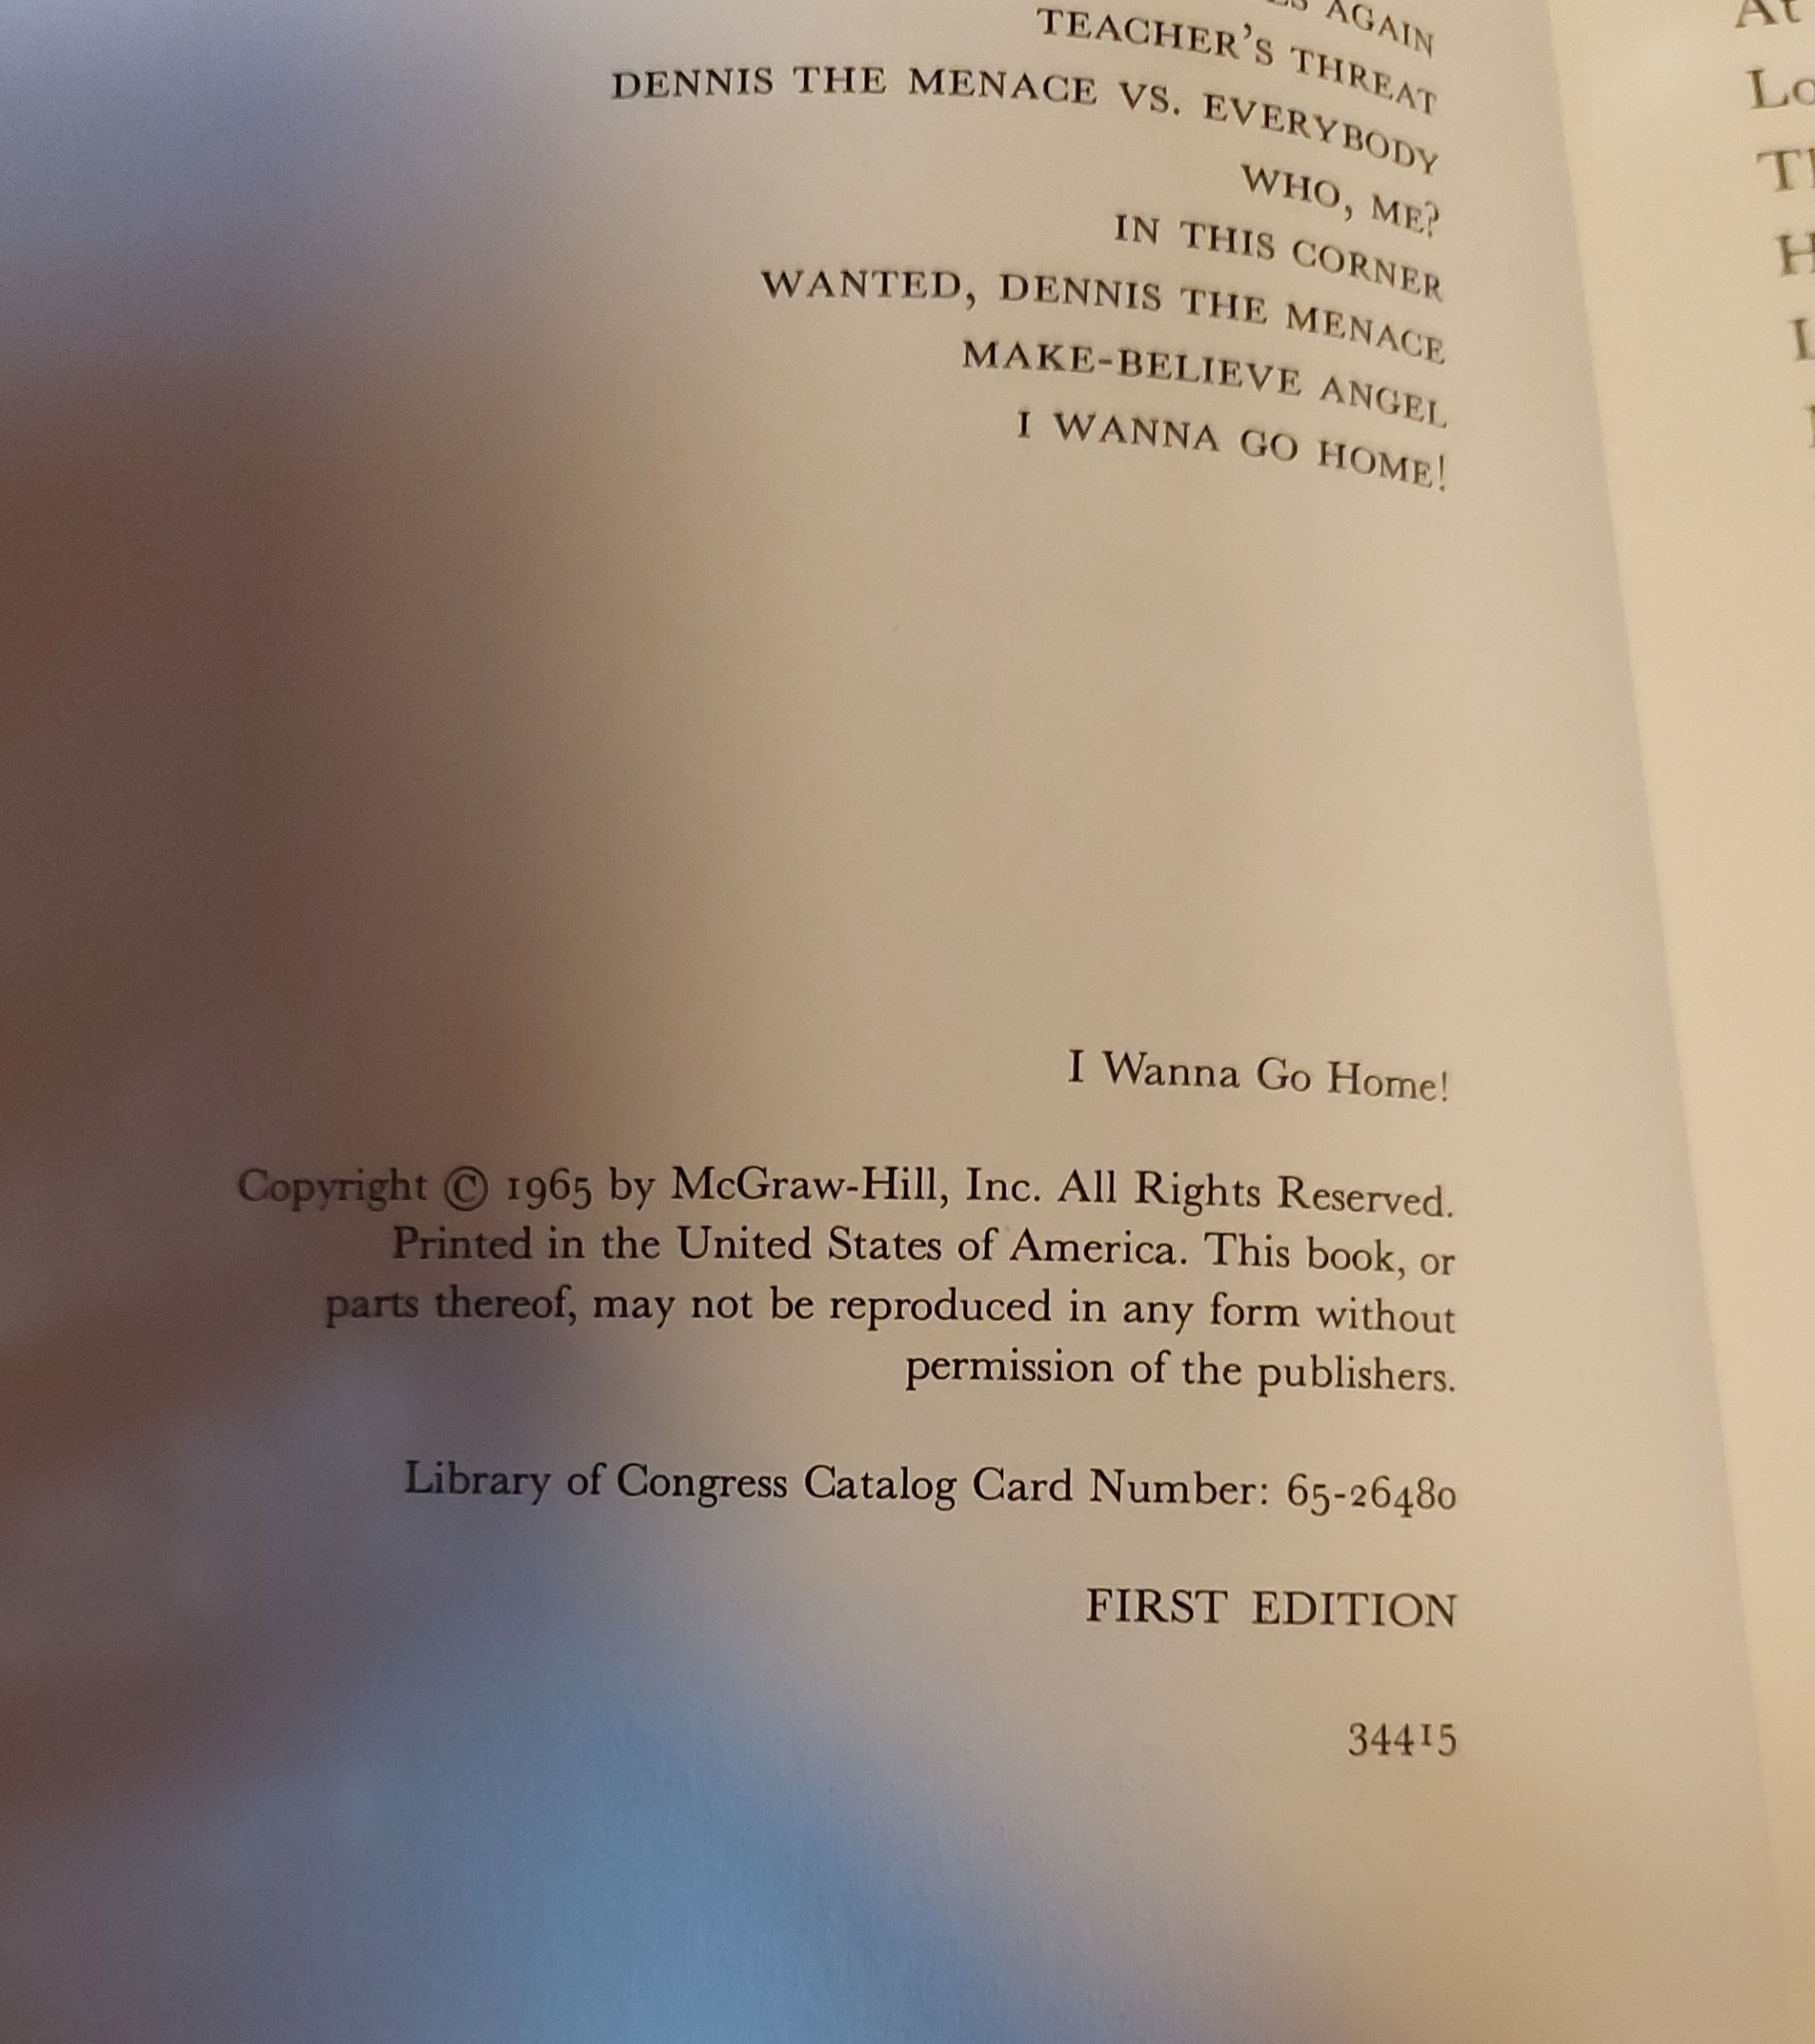 AGAIN
TEACHER'S THREAT
DENNIS THE MENACE VS. EVERYBODY
WHO, ME?
IN THIS CORNER
WANTED, DENNIS THE MENACE
MAKE-BELIEVE ANGEL
I WANNA GO HOME!
I Wanna Go Home!
Copyright © 1965 by McGraw-Hill, Inc. All Rights Reserved.
Printed in the United States of America. This book, or
parts thereof, may not be reproduced in any form without
permission of the publishers.
Library of Congress Catalog Card Number: 65-26480
FIRST EDITION
34415
At